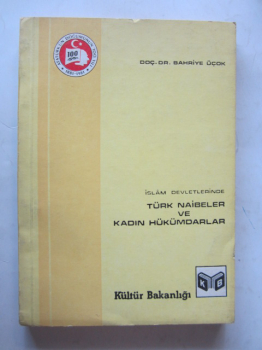 DOÇ. DR. BAHRİYE ÜÇOK
İSLÂM DEVLETLERİNDE
TÜRK NAİBELER
VE
KADIN HÜKÜMDARLAR
Kültür Bakanlığı